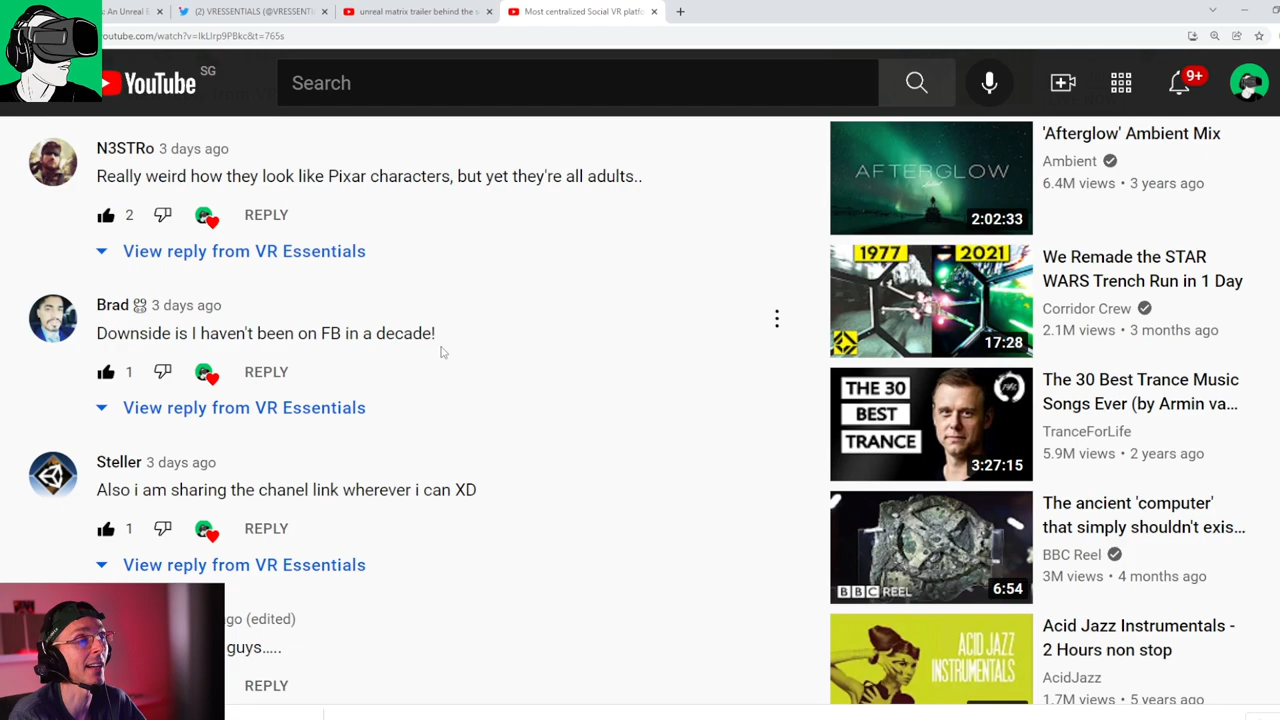 s: An Unreal E
(2) VRESSENTIALS (@VRESSENTI
unreal matrix trailer behind the s
Most centralized Social VR platfo
outube.com/watch?v=lkLIrp9PBkc&t=765s
YouTube SG
Search
9+
N3STRo 3 days ago
Really weird how they look like Pixar characters, but yet they're all adults..
2 REPLY
View reply from VR Essentials
Brad 3 days ago
Downside is I haven't been on FB in a decade!
1 REPLY
View reply from VR Essentials
Steller 3 days ago
Also i am sharing the chanel link wherever i can XD
1 REPLY
View reply from VR Essentials
go (edited)
guys.....
REPLY
AFTERGLOW
2:02:33
'Afterglow' Ambient Mix
Ambient
6.4M views • 3 years ago
1977 2021
17:28
We Remade the STAR
WARS Trench Run in 1 Day
Corridor Crew
2.1M views • 3 months ago
THE 30
BEST
TRANCE
3:27:15
The 30 Best Trance Music
Songs Ever (by Armin va...
TranceForLife
5.9M views • 2 years ago
BBC REEL
6:54
The ancient 'computer'
that simply shouldn't exis...
BBC Reel
3M views • 4 months ago
ACID JAZZ
INSTRUMENTALS
Acid Jazz Instrumentals -
2 Hours non stop
AcidJazz
1.7M views • 5 years ago